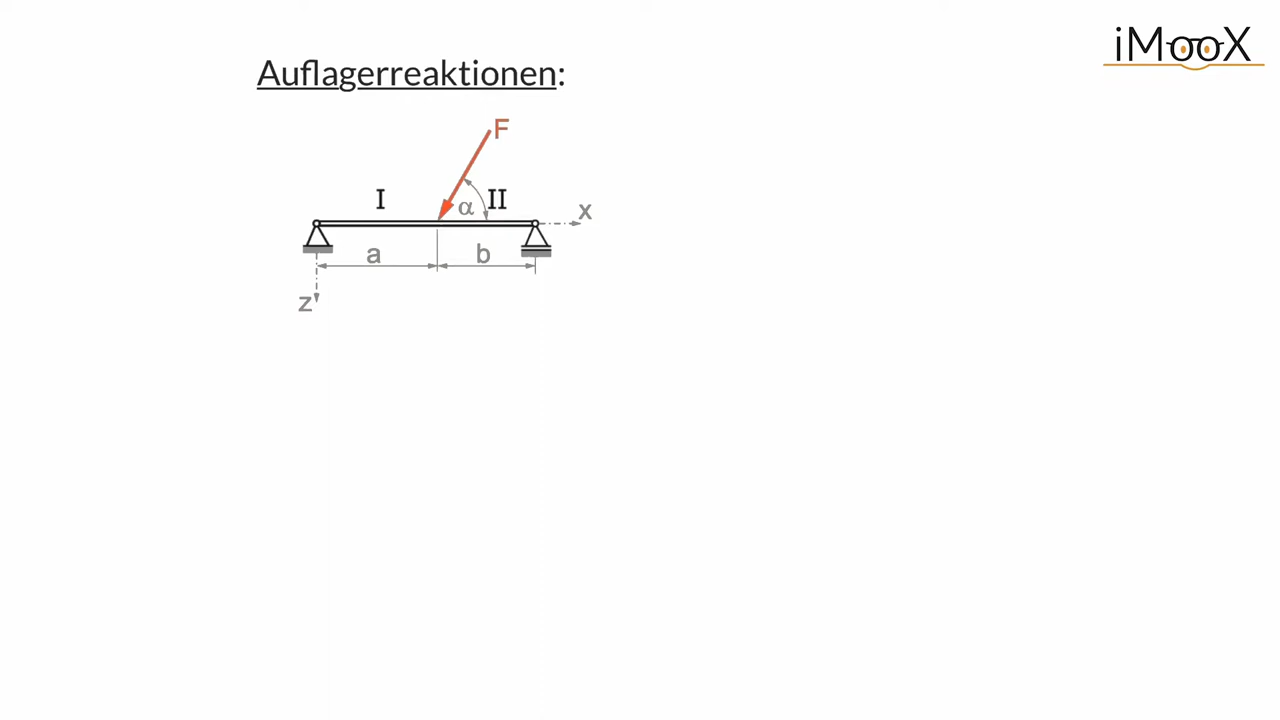 iMooX
Auflagerreaktionen:
F
I
α
II
x
a
b
z